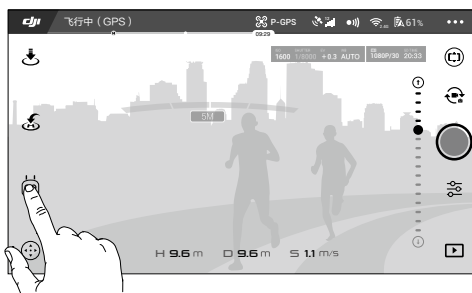 dji 飞行中（GPS） P-GPS 61%
09:29
1600 1/8000 +0.3 AUTO 1080P/30 20:33
5M
H 9.6 m D 9.6 m S 1.1 m/s